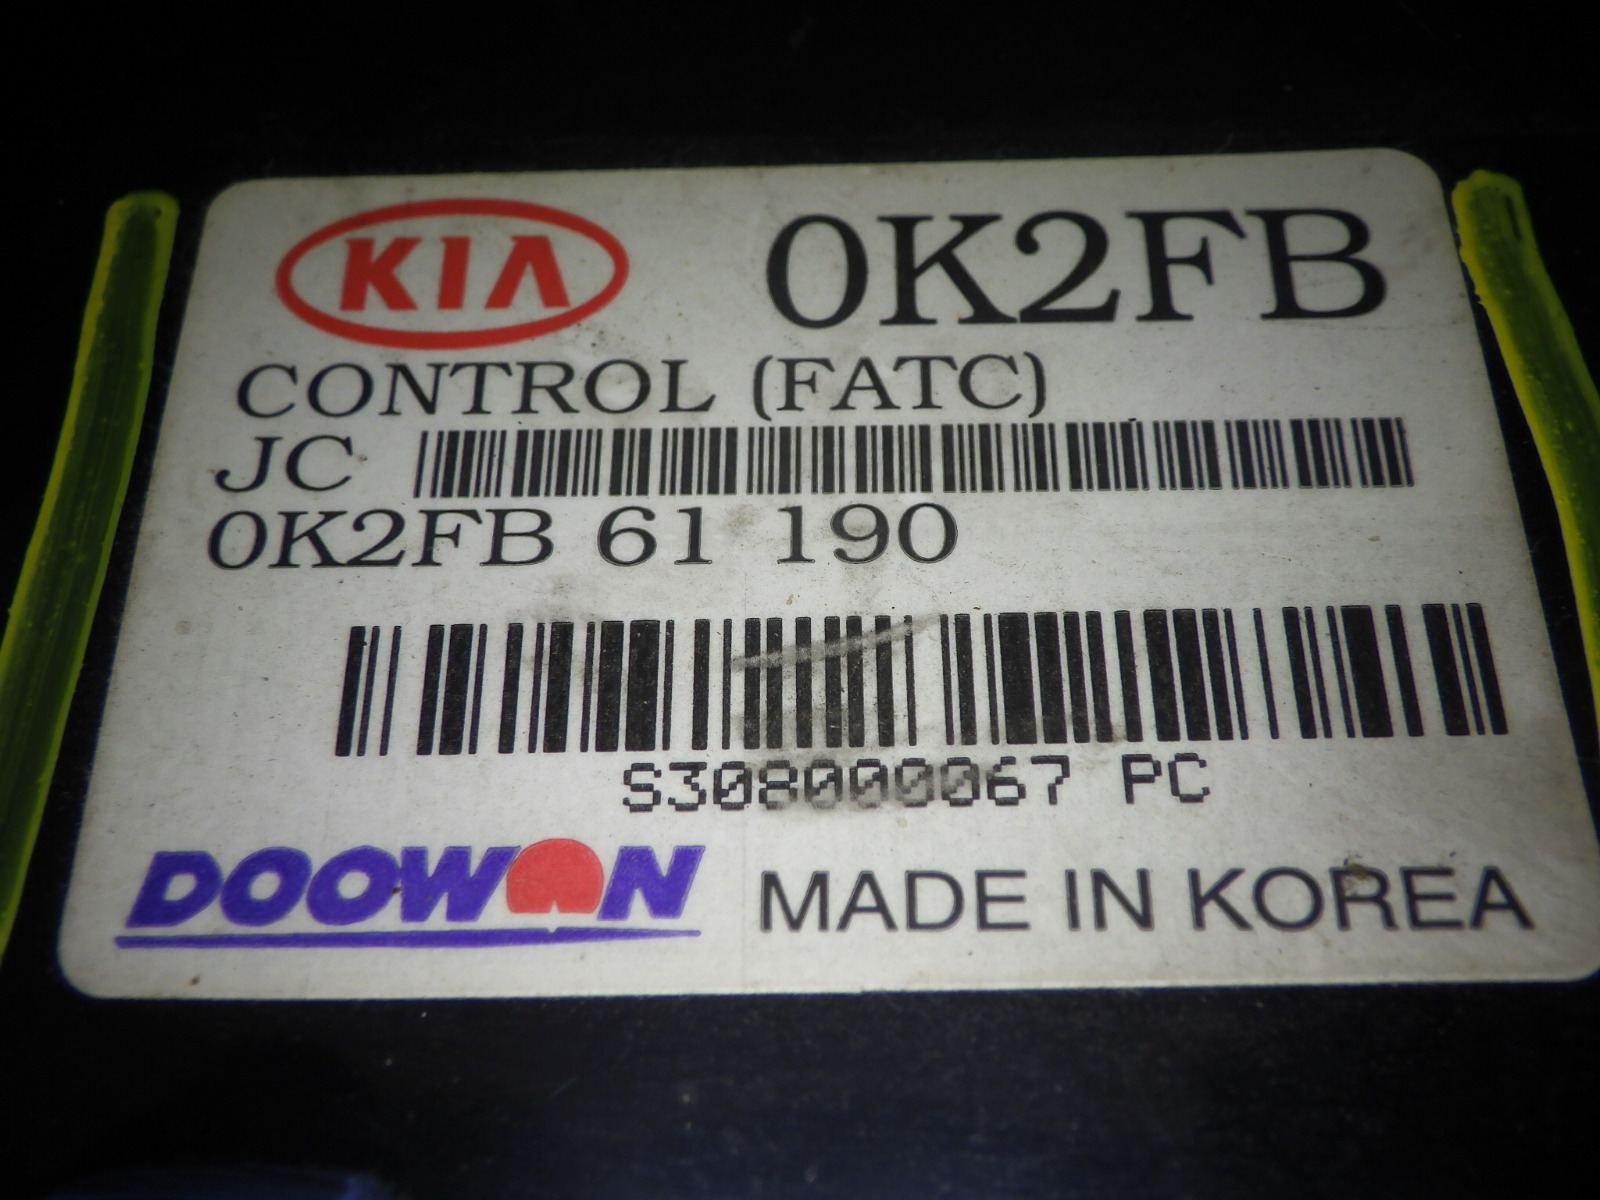 KIA 0K2FB
CONTROL (FATC)
JC
0K2FB 61 190
S308000067 PC
DOOWON MADE IN KOREA